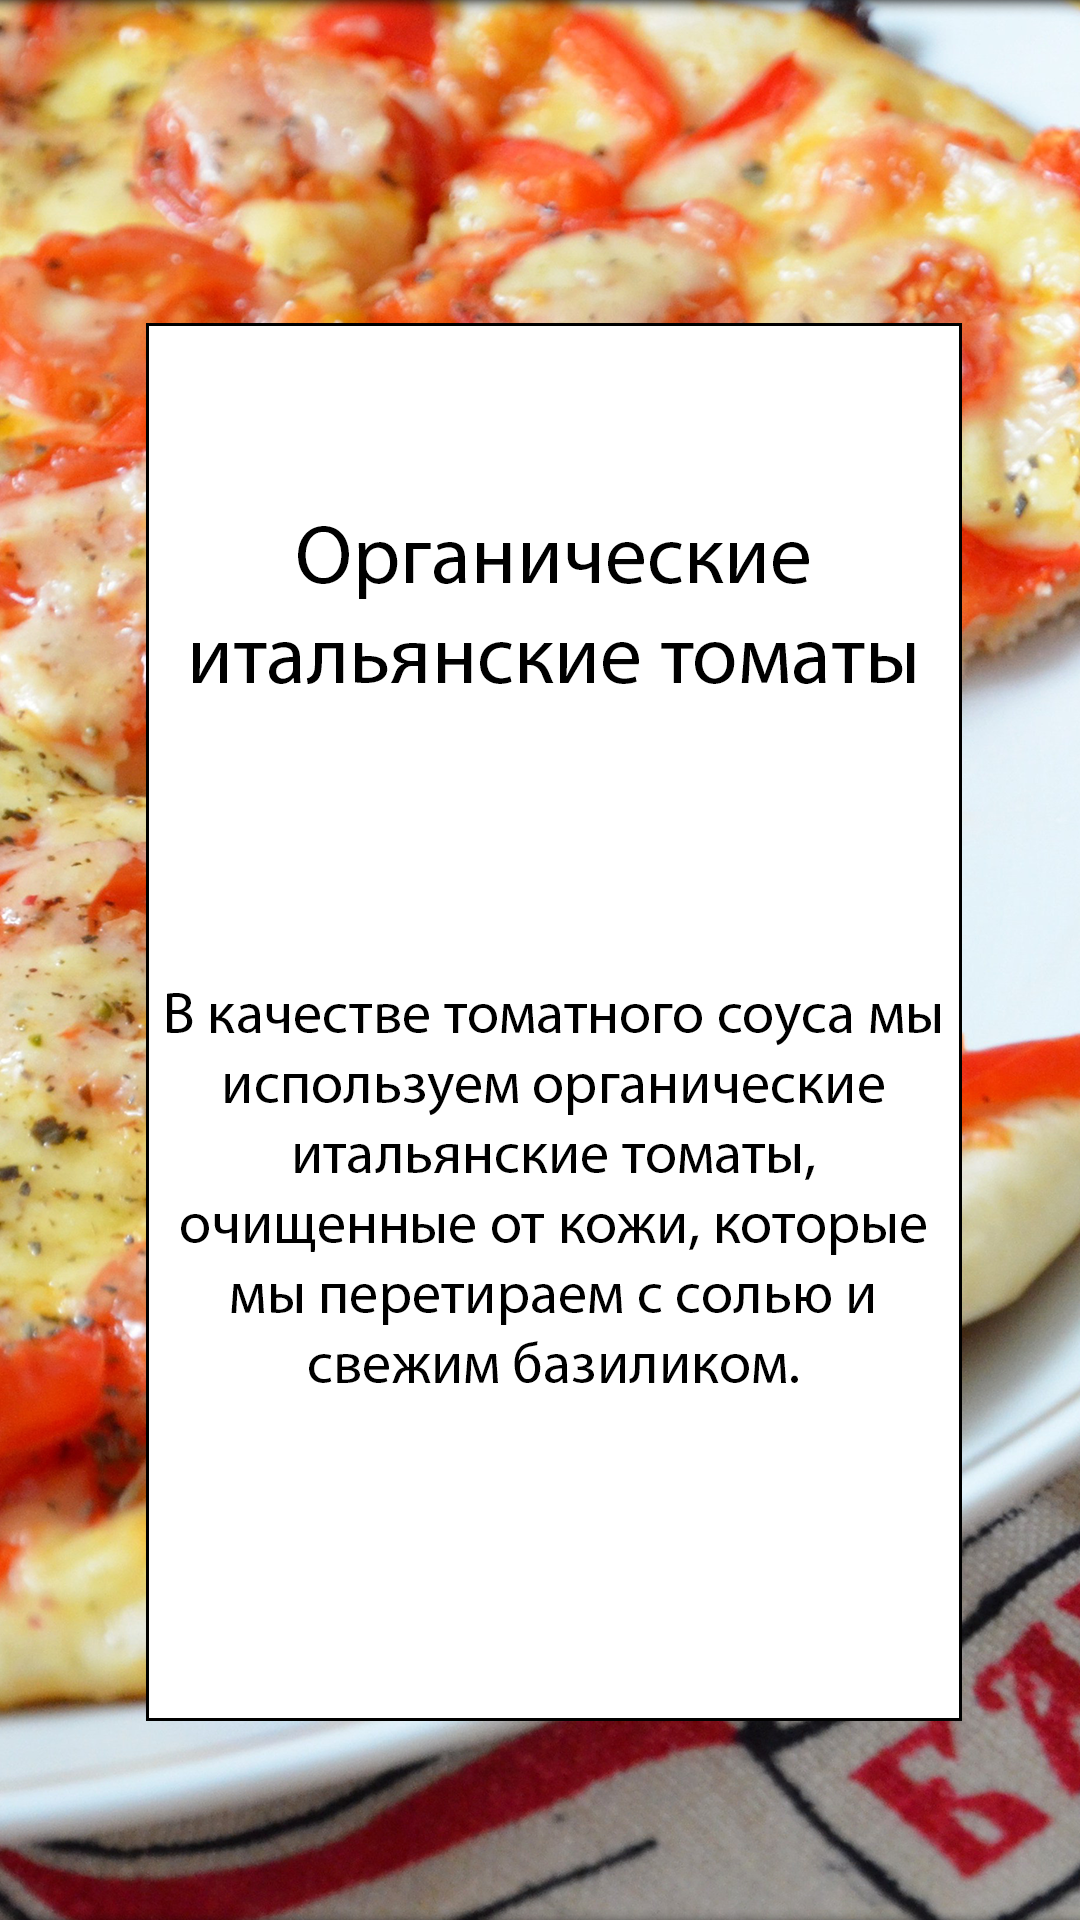 Органические
итальянские томаты
В качестве томатного соуса мы
используем органические
итальянские томаты,
очищенные от кожи, которые
мы перетираем с солью и
свежим базиликом.